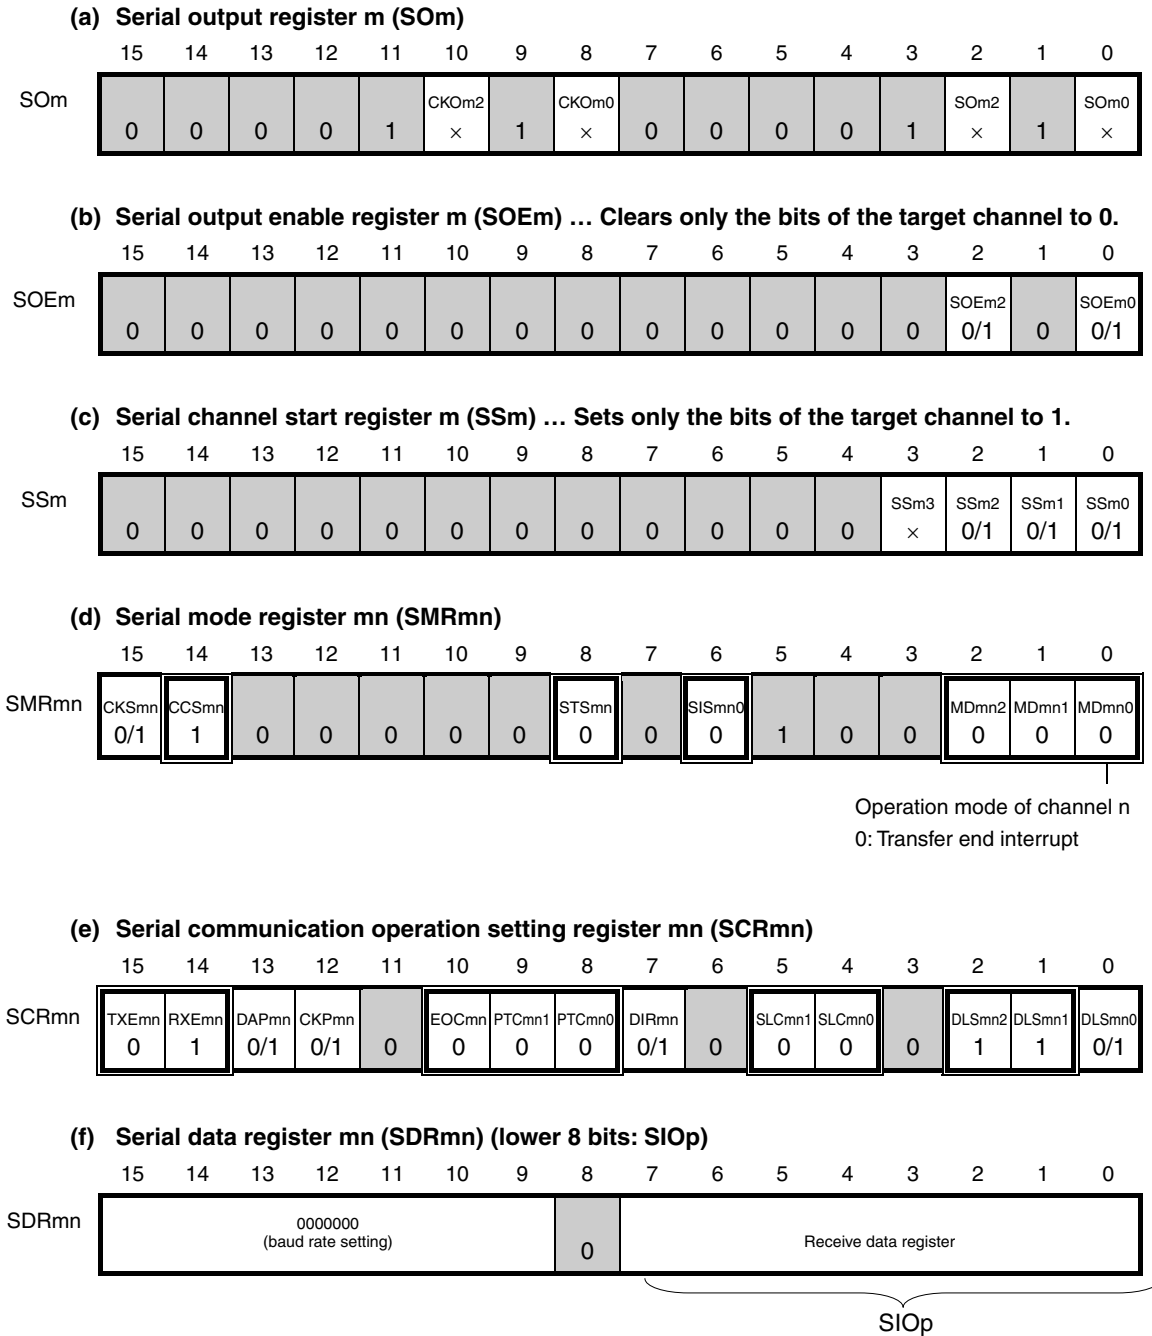 (a) Serial output register m (SOm)
15 14 13 12 11 10 9 8 7 6 5 4 3 2 1 0
SOm
CKOm2 CKOm0 SOm2 SOm0
0 0 0 0 1 × 1 × 0 0 0 0 1 × 1 ×
(b) Serial output enable register m (SOEm) … Clears only the bits of the target channel to 0.
15 14 13 12 11 10 9 8 7 6 5 4 3 2 1 0
SOEm
SOEm2 SOEm0
0 0 0 0 0 0 0 0 0 0 0 0 0 0/1 0 0/1
(c) Serial channel start register m (SSm) … Sets only the bits of the target channel to 1.
15 14 13 12 11 10 9 8 7 6 5 4 3 2 1 0
SSm
SSm3 SSm2 SSm1 SSm0
0 0 0 0 0 0 0 0 0 0 0 0 × 0/1 0/1 0/1
(d) Serial mode register mn (SMRmn)
15 14 13 12 11 10 9 8 7 6 5 4 3 2 1 0
SMRmn
CKSmn CCSmn STSmn SISmn0 MDmn2 MDmn1 MDmn0
0/1 1 0 0 0 0 0 0 0 0 1 0 0 0 0 0
Operation mode of channel n
0: Transfer end interrupt
(e) Serial communication operation setting register mn (SCRmn)
15 14 13 12 11 10 9 8 7 6 5 4 3 2 1 0
SCRmn
TXEmn RXEmn DAPmn CKPmn EOCmn PTCmn1 PTCmn0 DIRmn SLCmn1 SLCmn0 DLSmn2 DLSmn1 DLSmn0
0 1 0/1 0/1 0 0 0 0 0/1 0 0 0 0 1 1 0/1
(f) Serial data register mn (SDRmn) (lower 8 bits: SIOp)
15 14 13 12 11 10 9 8 7 6 5 4 3 2 1 0
SDRmn
0000000
(baud rate setting)
0
Receive data register
SIOp